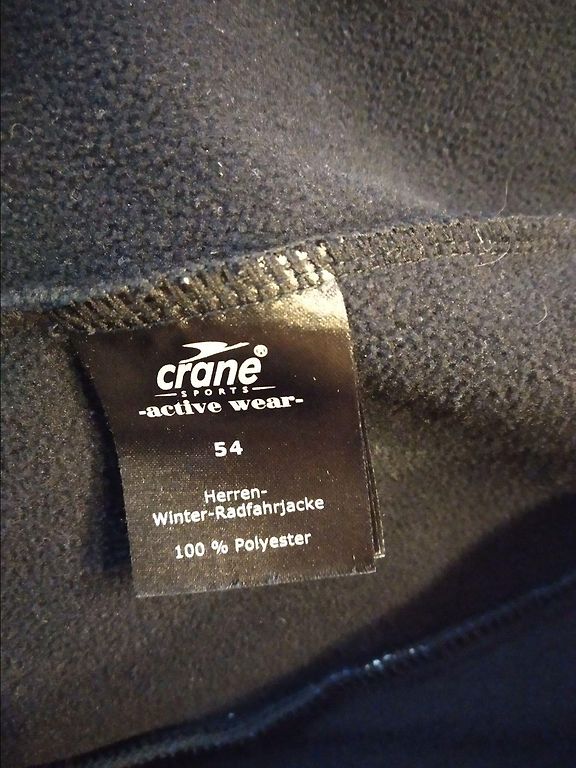 crane®
SPORTS
-active wear-
54
Herren-
Winter-Radfahrjacke
100 % Polyester